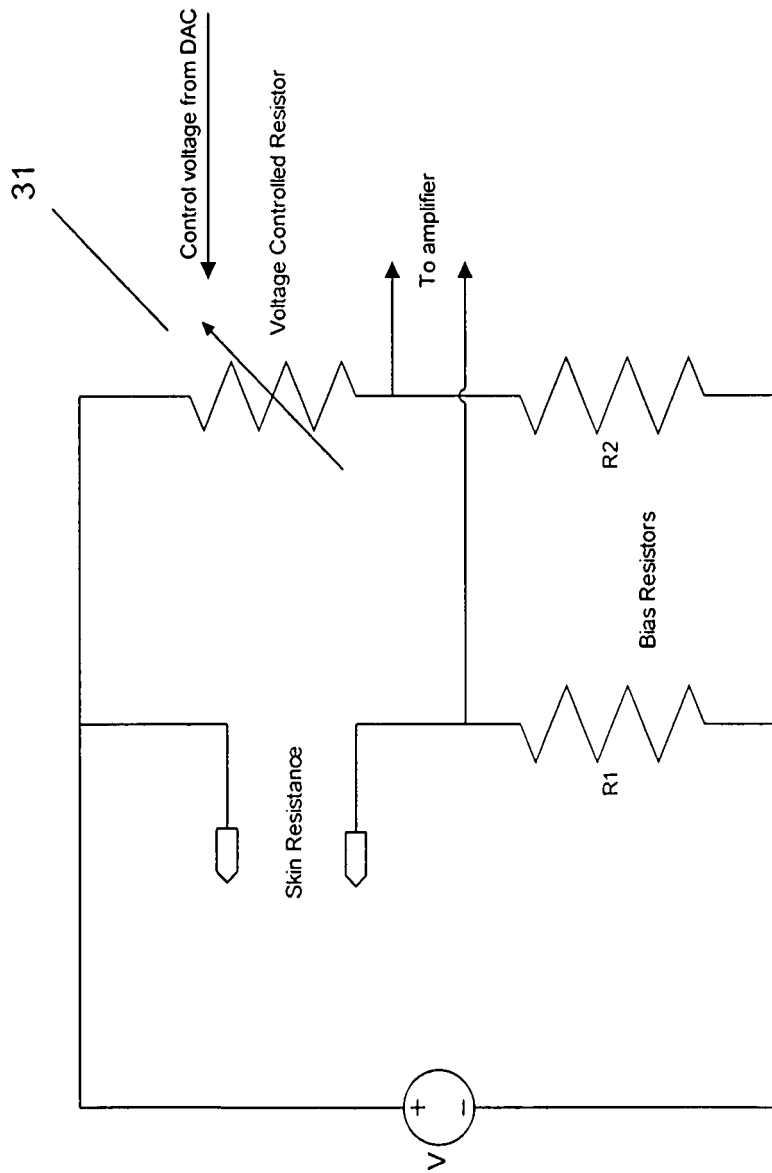 31
Control voltage from DAC
Voltage Controlled Resistor
To amplifier
Skin Resistance
R2
Bias Resistors
R1
V
+
−